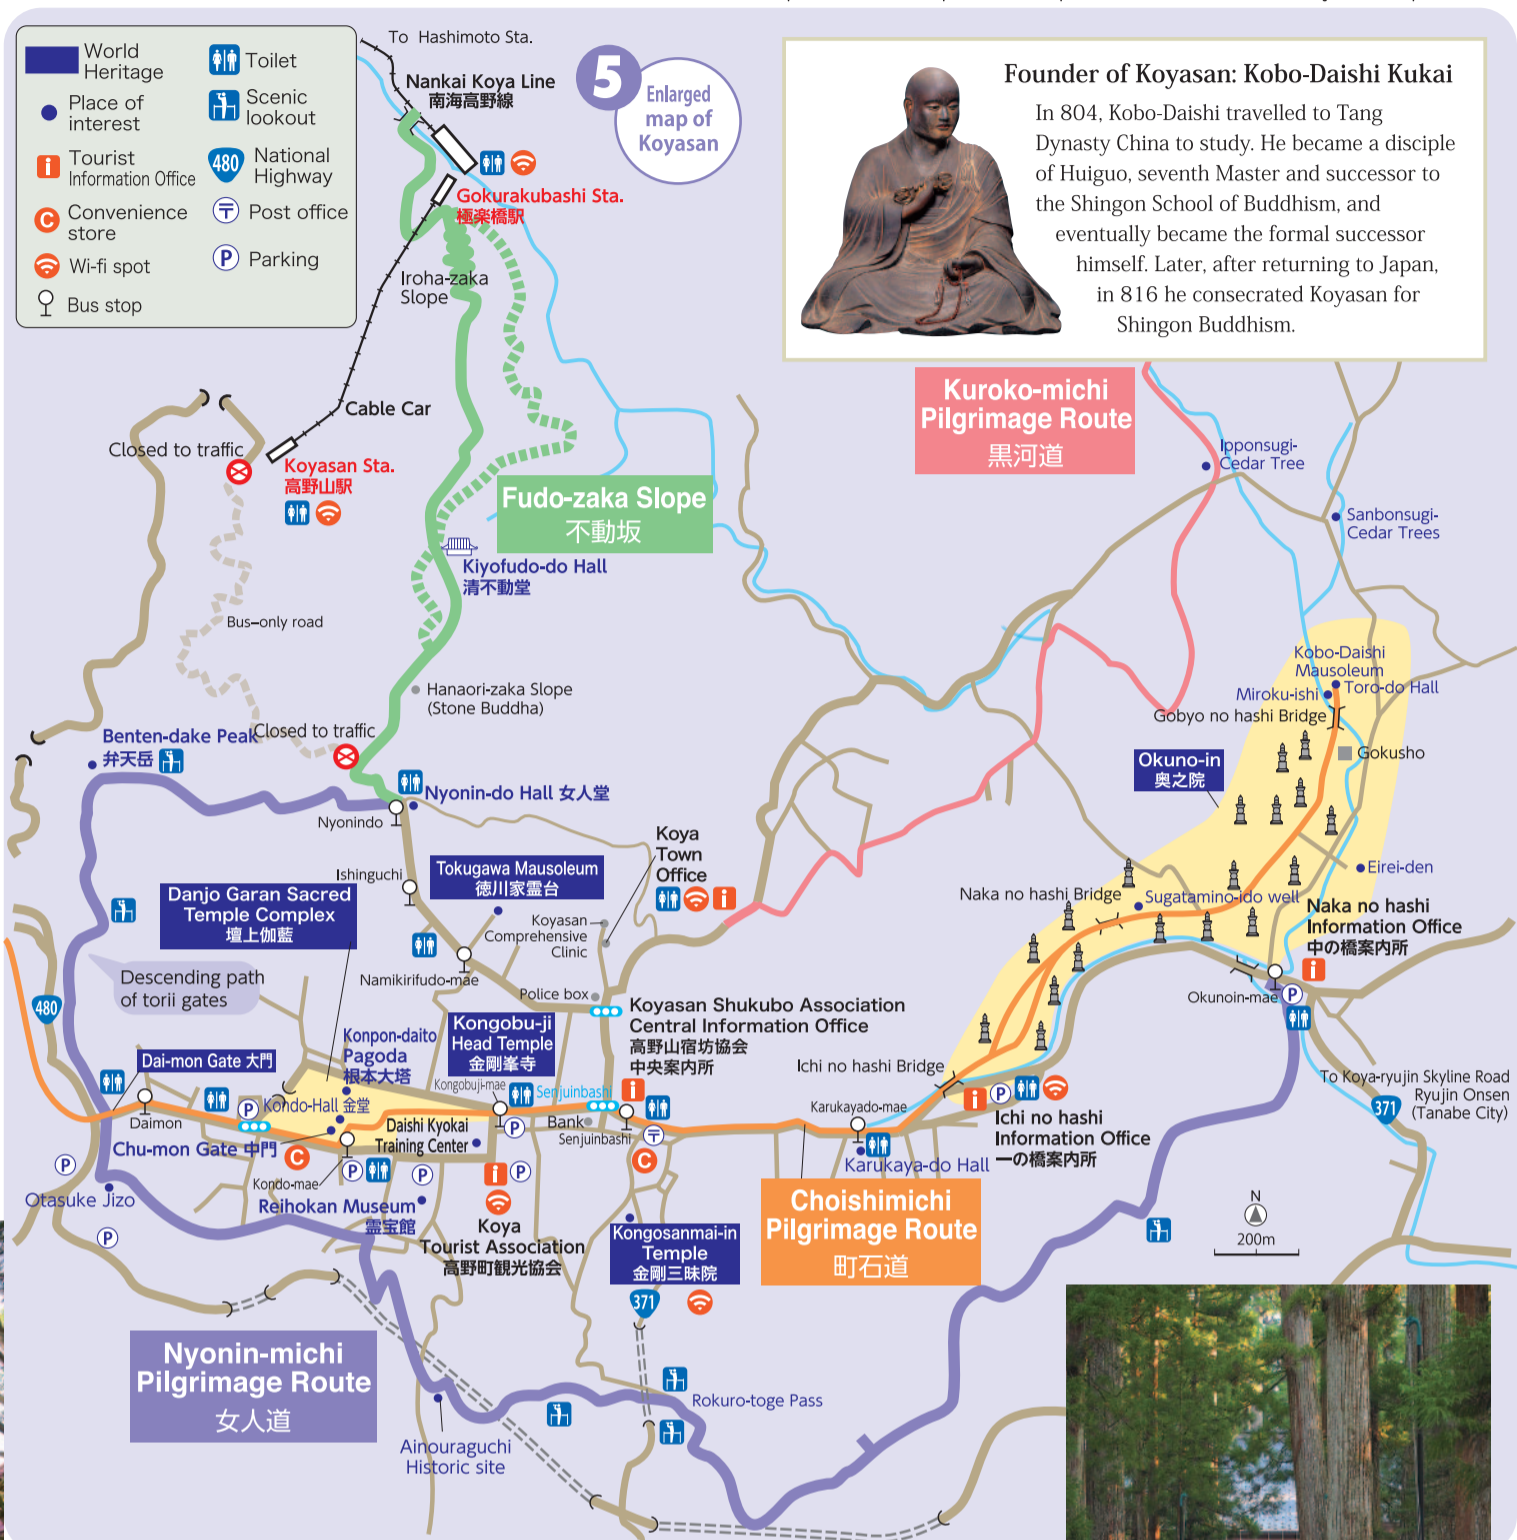 World
Heritage
Place of
interest
Tourist
Information Office
Convenience
store
Wi-fi spot
Bus stop
Toilet
Scenic
lookout
480 National
Highway
Post office
P Parking
To Hashimoto Sta.
Nankai Koya Line
南海高野線
5
Enlarged
map of
Koyasan
Founder of Koyasan: Kobo-Daishi Kukai
In 804, Kobo-Daishi travelled to Tang
Dynasty China to study. He became a disciple
of Huiguo, seventh Master and successor to
the Shingon School of Buddhism, and
eventually became the formal successor
himself. Later, after returning to Japan,
in 816 he consecrated Koyasan for
Shingon Buddhism.
Gokurakubashi Sta.
極楽橋駅
Iroha-zaka
Slope
Cable Car
Closed to traffic
Koyasan Sta.
高野山駅
Fudo-zaka Slope
不動坂
Kuroko-michi
Pilgrimage Route
黒河道
Ipponsugi-
Cedar Tree
Sanbonsugi-
Cedar Trees
Kiyofudo-do Hall
清不動堂
Bus-only road
Hanaori-zaka Slope
(Stone Buddha)
Kobo-Daishi
Mausoleum
Toro-do Hall
Miroku-ishi
Gobyo no hashi Bridge
Gokusho
Okuno-in
奥之院
Benten-dake Peak
弁天岳
Closed to traffic
Nyonin-do Hall 女人堂
Nyonindo
Ishinguchi
Koya
Town
Office
Tokugawa Mausoleum
徳川家霊台
Danjo Garan Sacred
Temple Complex
壇上伽藍
Koyasan
Comprehensive
Clinic
Eirei-den
Naka no hashi Bridge
Sugatamino-ido well
Naka no hashi
Information Office
中の橋案内所
Descending path
of torii gates
Namikirifudo-mae
Police box
Okunoin-mae
P
480
Koyasan Shukubo Association
Central Information Office
高野山宿坊協会
中央案内所
Kongobu-ji
Head Temple
金剛峯寺
Konpon-daito
Pagoda
根本大塔
Dai-mon Gate 大門
Ichi no hashi Bridge
To Koya-ryujin Skyline Road
Ryujin Onsen
(Tanabe City)
371
Kongobuji-mae
Senjuinbashi
P
Kondo-Hall 金堂
Daimon
Karukayado-mae
P
Ichi no hashi
Information Office
一の橋案内所
Daishi Kyokai
Training Center
P
Bank
Senjuinbashi
Chu-mon Gate 中門
C
Kondo-mae
P
P
P
C
Karukaya-do Hall
P
Otasuke Jizo
Reihokan Museum
霊宝館
P
Koya
Tourist Association
高野町観光協会
Kongosanmai-in
Temple
金剛三昧院
371
Choishimichi
Pilgrimage Route
町石道
N
200m
Nyonin-michi
Pilgrimage Route
女人道
Rokuro-toge Pass
Ainouraguchi
Historic site